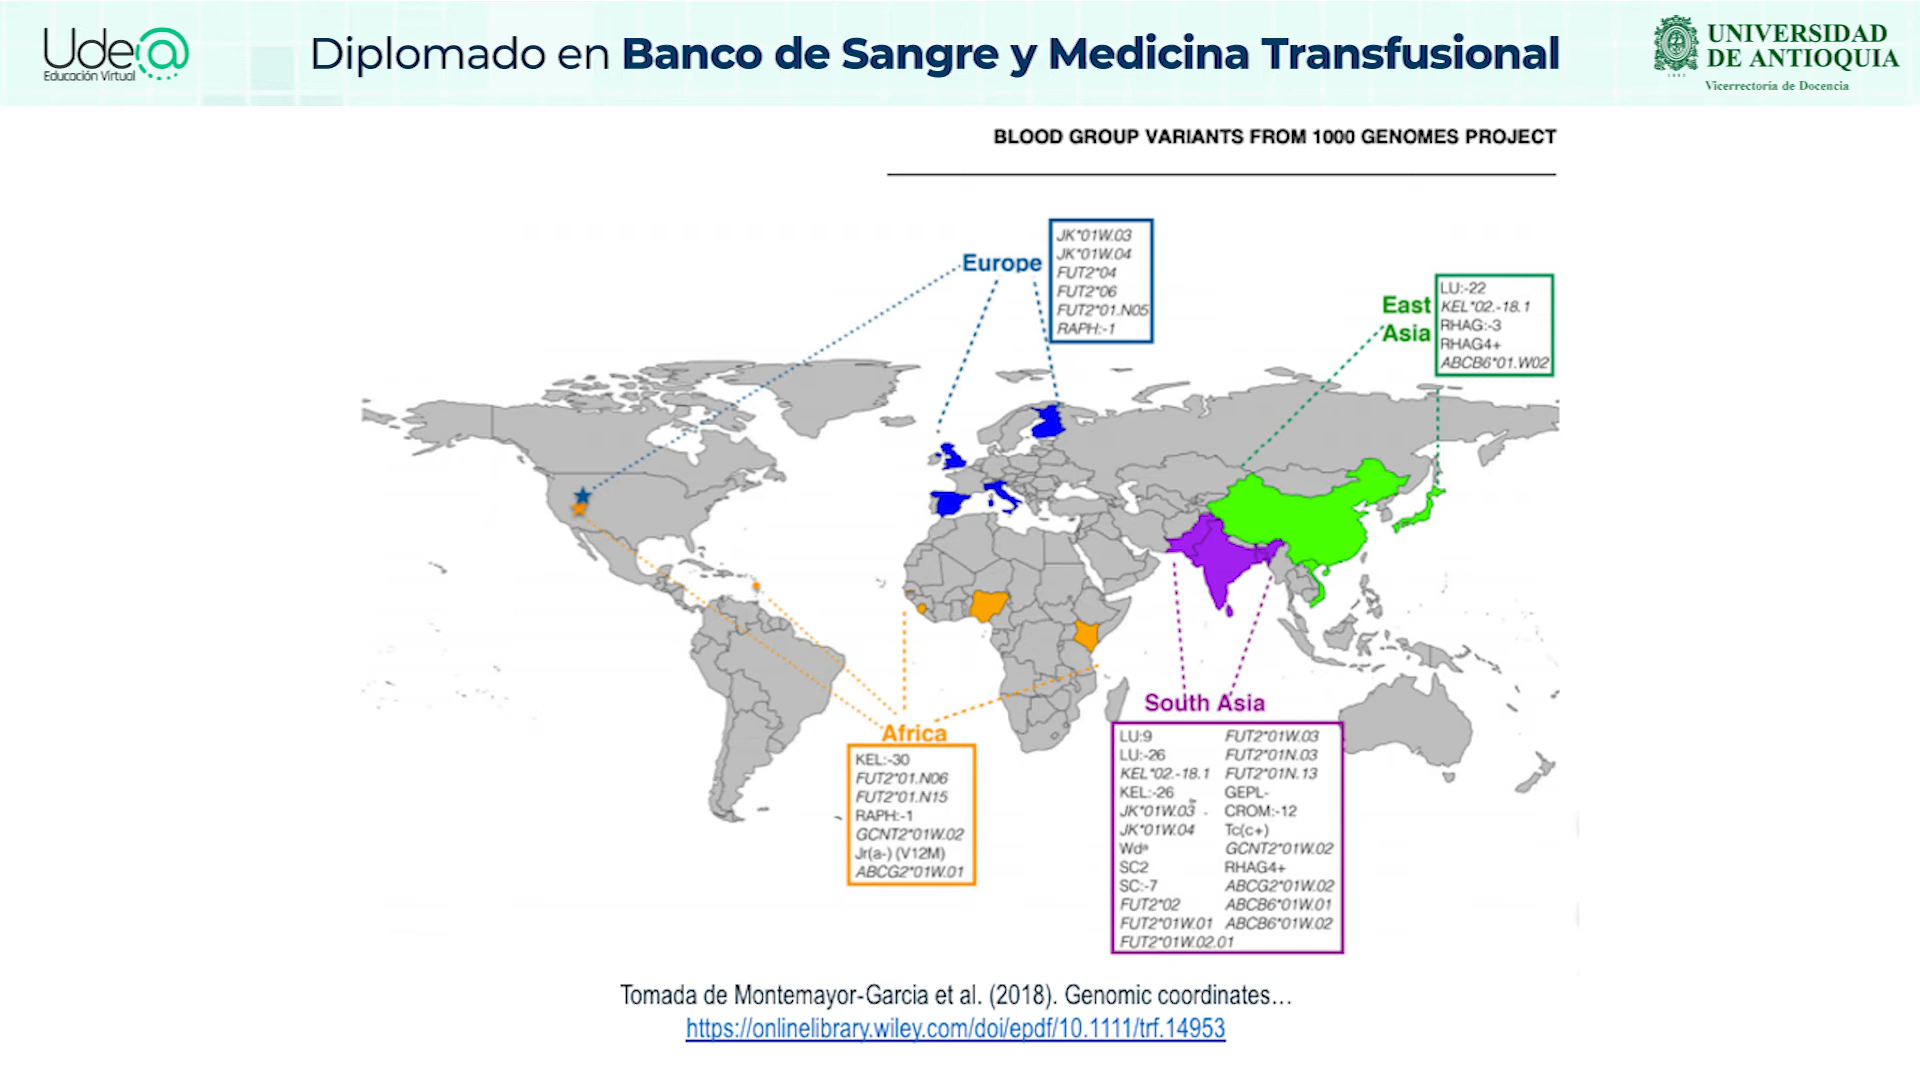 Ude@
Educación Virtual
Diplomado en Banco de Sangre y Medicina Transfusional
UNIVERSIDAD
DE ANTIOQUIA
1803
Vicerrectoría de Docencia
BLOOD GROUP VARIANTS FROM 1000 GENOMES PROJECT
Europe
JK*01W.03
JK*01W.04
FUT2*04
FUT2*06
FUT2*01.N05
RAPH:-1
East
Asia
LU:-22
KEL*02.-18.1
RHAG:-3
RHAG4+
ABCB6*01.W02
Africa
KEL:-30
FUT2*01.N06
FUT2*01.N15
RAPH:-1
GCNT2*01W.02
Jr(a-) (V12M)
ABCG2*01W.01
South Asia
LU:9 FUT2*01W.03
LU:-26 FUT2*01N.03
KEL*02.-18.1 FUT2*01N.13
KEL:-26 GEPL-
JK*01W.03 CROM:-12
JK*01W.04 Tc(c+)
Wdᵃ GCNT2*01W.02
SC2 RHAG4+
SC:-7 ABCG2*01W.02
FUT2*02 ABCB6*01W.01
FUT2*01W.01 ABCB6*01W.02
FUT2*01W.02.01
Tomada de Montemayor-Garcia et al. (2018). Genomic coordinates…
https://onlinelibrary.wiley.com/doi/epdf/10.1111/trf.14953